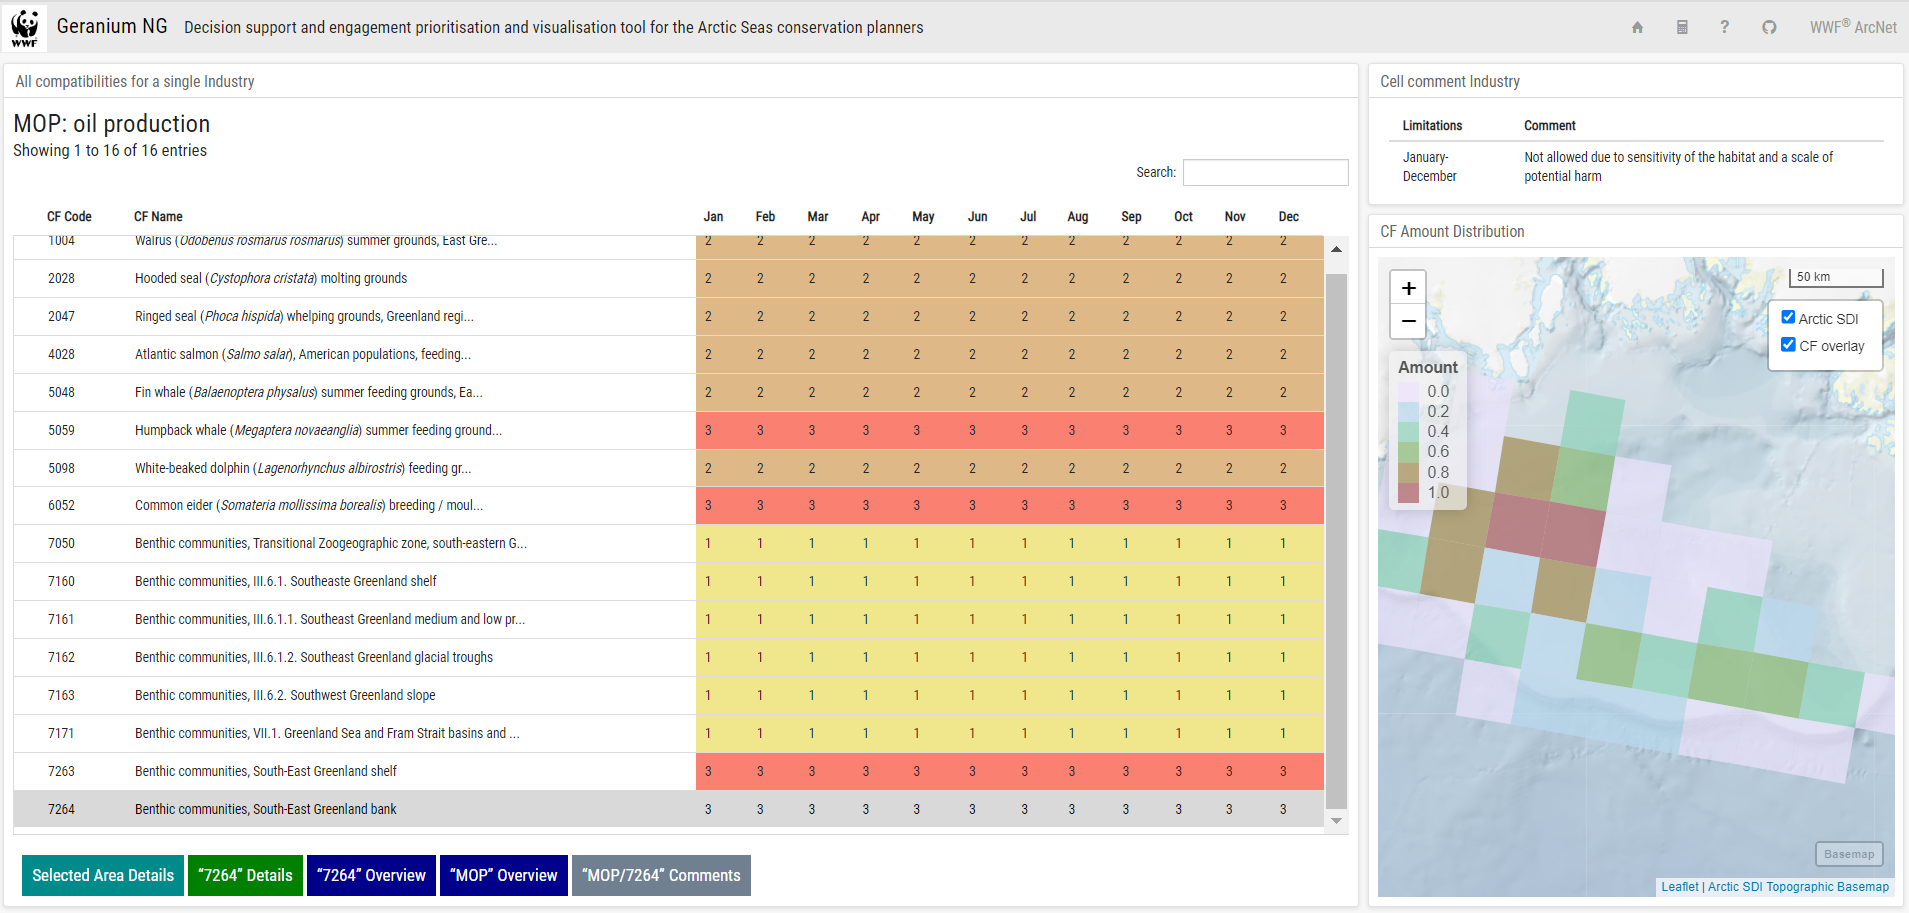 WWF Geranium NG Decision support and engagement prioritisation and visualisation tool for the Arctic Seas conservation planners ? WWF® ArcNet
All compatibilities for a single Industry
MOP: oil production
Showing 1 to 16 of 16 entries
Search:
CF Code CF Name Jan Feb Mar Apr May Jun Jul Aug Sep Oct Nov Dec
1004 Walrus (Odobenus rosmarus rosmarus) summer grounds, East Gre... 2 2 2 2 2 2 2 2 2 2 2 2
2028 Hooded seal (Cystophora cristata) molting grounds 2 2 2 2 2 2 2 2 2 2 2 2
2047 Ringed seal (Phoca hispida) whelping grounds, Greenland regi... 2 2 2 2 2 2 2 2 2 2 2 2
4028 Atlantic salmon (Salmo salar), American populations, feeding... 2 2 2 2 2 2 2 2 2 2 2 2
5048 Fin whale (Balaenoptera physalus) summer feeding grounds, Ea... 2 2 2 2 2 2 2 2 2 2 2 2
5059 Humpback whale (Megaptera novaeanglia) summer feeding ground... 3 3 3 3 3 3 3 3 3 3 3 3
5098 White-beaked dolphin (Lagenorhynchus albirostris) feeding gr... 2 2 2 2 2 2 2 2 2 2 2 2
6052 Common eider (Somateria mollissima borealis) breeding / moul... 3 3 3 3 3 3 3 3 3 3 3 3
7050 Benthic communities, Transitional Zoogeographic zone, south-eastern G... 1 1 1 1 1 1 1 1 1 1 1 1
7160 Benthic communities, III.6.1. Southeaste Greenland shelf 1 1 1 1 1 1 1 1 1 1 1 1
7161 Benthic communities, III.6.1.1. Southeast Greenland medium and low pr... 1 1 1 1 1 1 1 1 1 1 1 1
7162 Benthic communities, III.6.1.2. Southeast Greenland glacial troughs 1 1 1 1 1 1 1 1 1 1 1 1
7163 Benthic communities, III.6.2. Southwest Greenland slope 1 1 1 1 1 1 1 1 1 1 1 1
7171 Benthic communities, VII.1. Greenland Sea and Fram Strait basins and ... 1 1 1 1 1 1 1 1 1 1 1 1
7263 Benthic communities, South-East Greenland shelf 3 3 3 3 3 3 3 3 3 3 3 3
7264 Benthic communities, South-East Greenland bank 3 3 3 3 3 3 3 3 3 3 3 3
Selected Area Details “7264” Details “7264” Overview “MOP” Overview “MOP/7264” Comments
Cell comment Industry
Limitations Comment
January- Not allowed due to sensitivity of the habitat and a scale of
December potential harm
CF Amount Distribution
+
−
50 km
Arctic SDI
CF overlay
Amount
0.0
0.2
0.4
0.6
0.8
1.0
Basemap
Leaflet | Arctic SDI Topographic Basemap